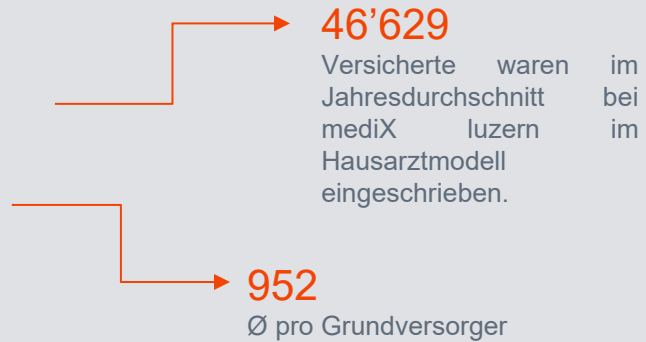 46’629
Versicherte waren im
Jahresdurchschnitt bei
mediX luzern im
Hausarztmodell
eingeschrieben.
952
Ø pro Grundversorger